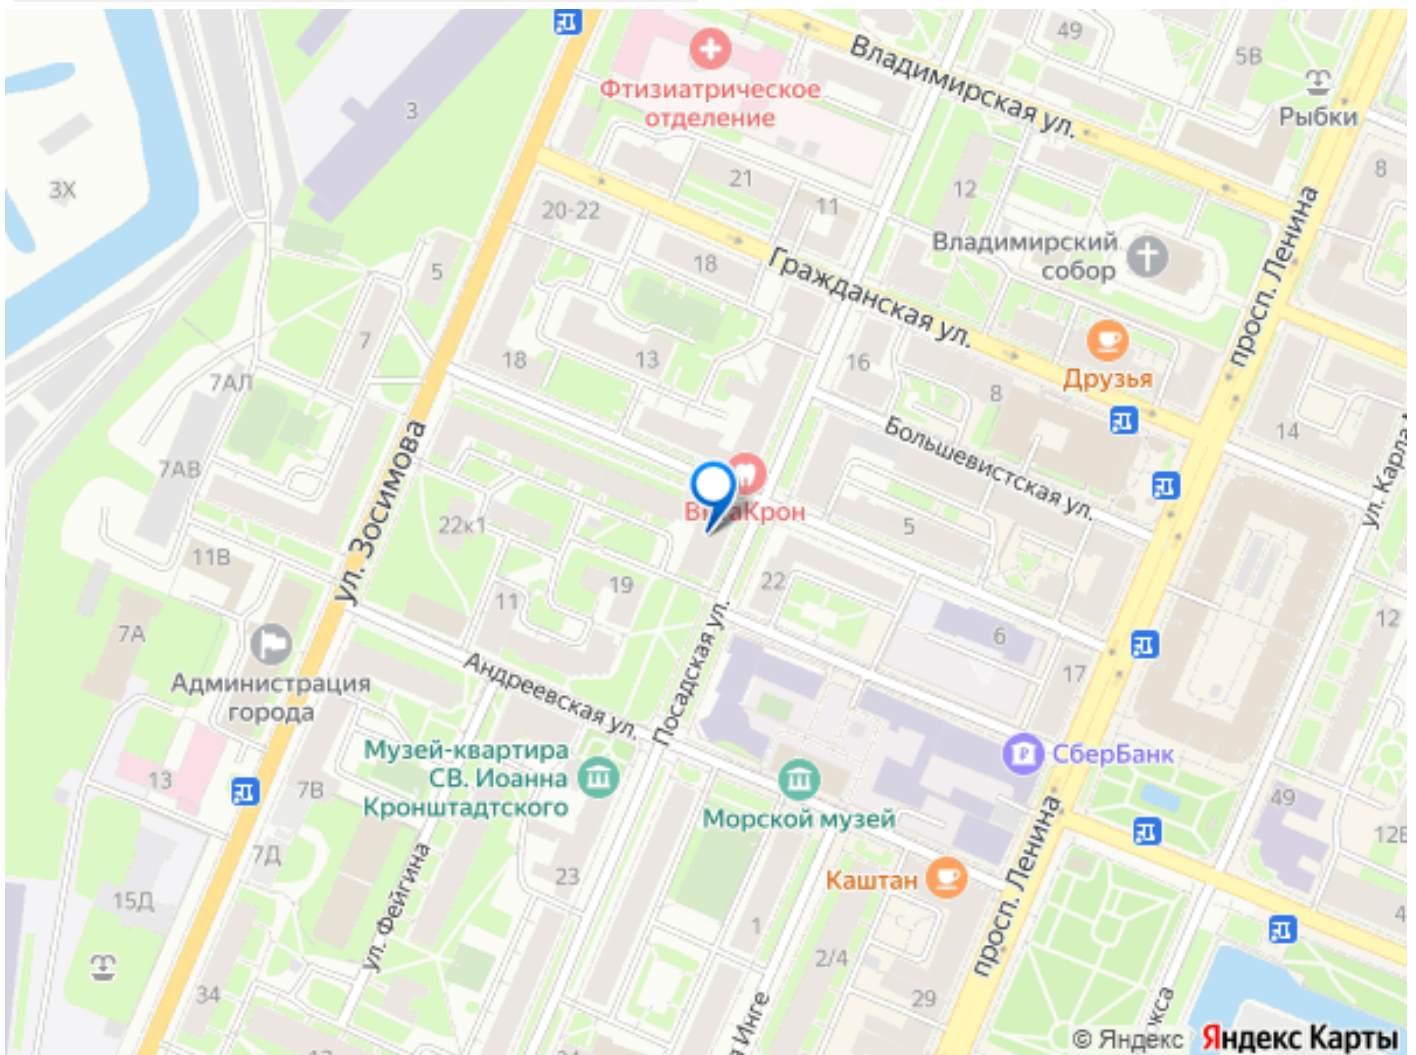 49
Владимирская ул.
5В
Фтизиатрическое
отделение
3
Рыбки
3Х
8
21
12
11
20-22
просп. Ленина
Владимирский
собор
18
5
Гражданская ул.
7
18
13
16
7АЛ
Друзья
8
14
Большевистская ул.
ул. Карла
7АВ
ул. Зосимова
22к1
5
11В
19
22
11
12
7А
6
Посадская ул.
17
Администрация
города
Андреевская ул.
Музей-квартира
СВ. Иоанна
Кронштадтского
СберБанк
13
7В
49
Морской музей
12В
7Д
просп. Ленина
23
Каштан
15Д
ул. Фейгина
1
4
2/4
34
29
Инге
© Яндекс
Яндекс Карты